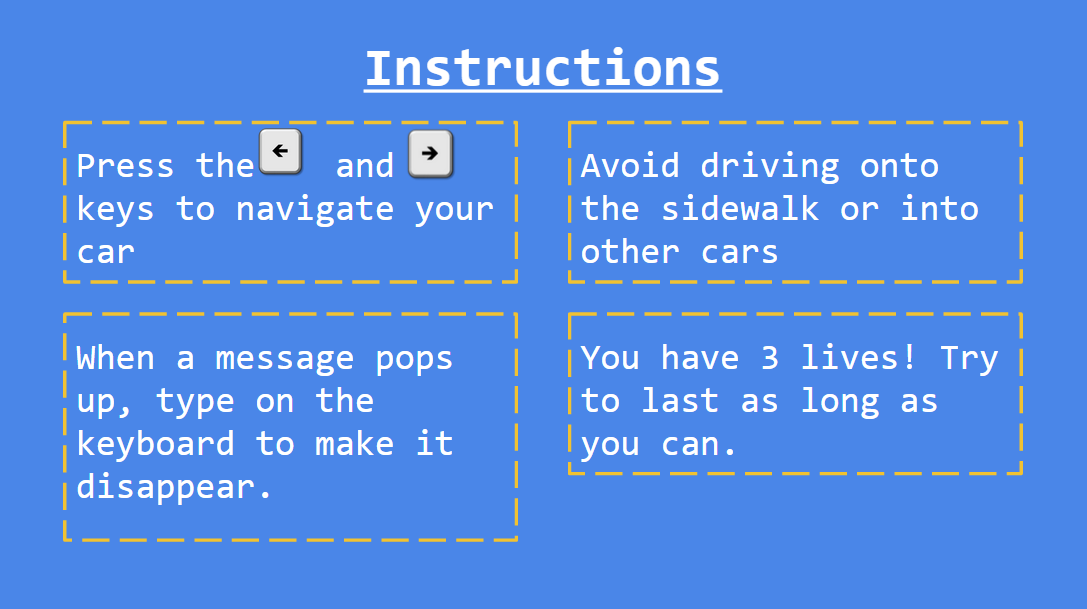 Instructions
Press the ← and →
keys to navigate your
car
Avoid driving onto
the sidewalk or into
other cars
When a message pops
up, type on the
keyboard to make it
disappear.
You have 3 lives! Try
to last as long as
you can.